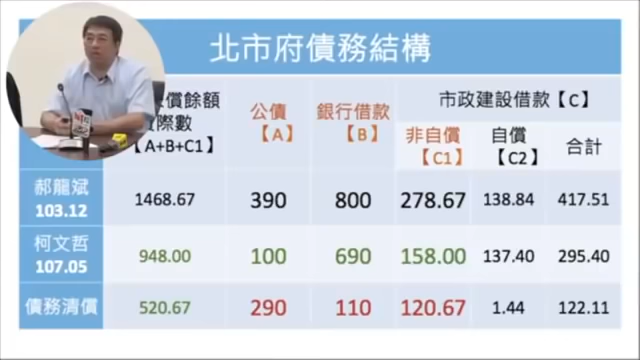 北市府債務結構
償餘額
實際數
【A+B+C1】
公債
【A】
銀行借款
【B】
市政建設借款【C】
非自償
【C1】
自償
【C2】
合計
郝龍斌
103.12
1468.67
390
800
278.67
138.84
417.51
柯文哲
107.05
948.00
100
690
158.00
137.40
295.40
債務清償
520.67
290
110
120.67
1.44
122.11